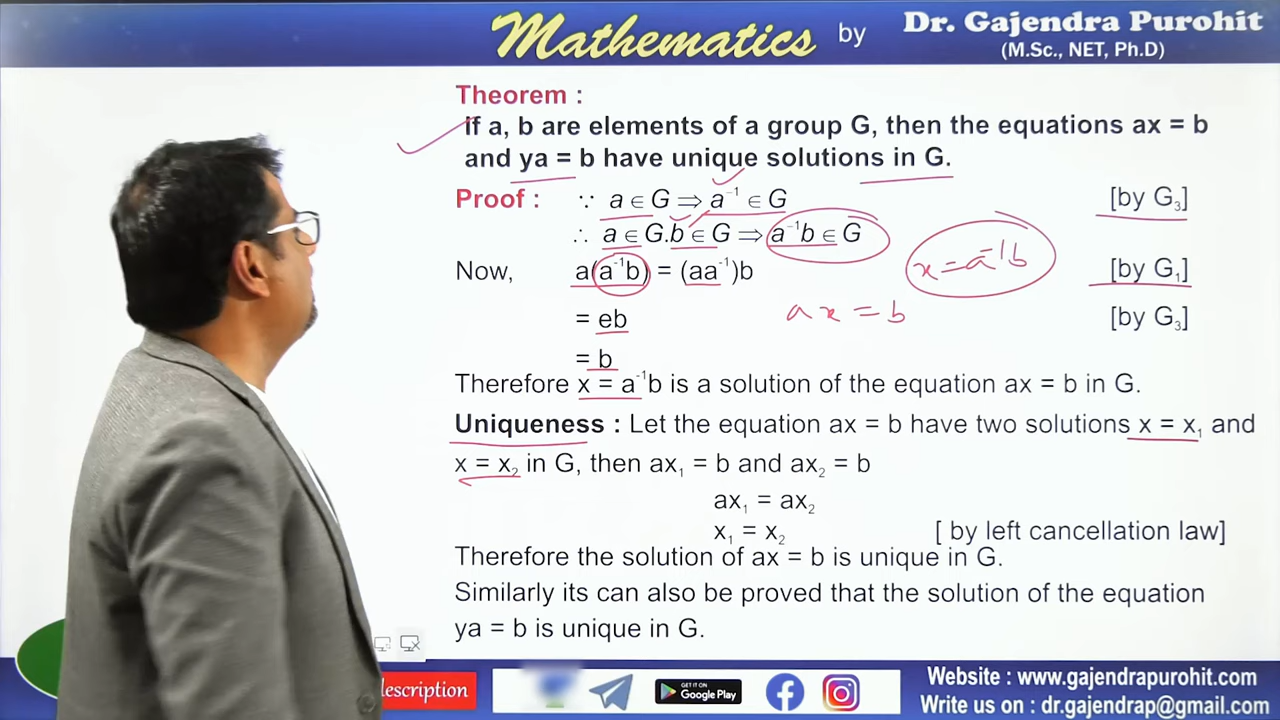 Mathematics by Dr. Gajendra Purohit
(M.Sc., NET, Ph.D)
Theorem :
If a, b are elements of a group G, then the equations ax = b
and ya = b have unique solutions in G.
Proof : ∵ a ∈ G ⇒ a⁻¹ ∈ G [by G₃]
∴ a ∈ G.b ∈ G ⇒ a⁻¹b ∈ G
x = a⁻¹b
Now, a(a⁻¹b) = (aa⁻¹)b [by G₁]
= eb [by G₃]
ax = b
= b
Therefore x = a⁻¹b is a solution of the equation ax = b in G.
Uniqueness : Let the equation ax = b have two solutions x = x₁ and
x = x₂ in G, then ax₁ = b and ax₂ = b
ax₁ = ax₂
x₁ = x₂ [ by left cancellation law]
Therefore the solution of ax = b is unique in G.
Similarly its can also be proved that the solution of the equation
ya = b is unique in G.
escription
GET IT ON
Google Play
Website : www.gajendrapurohit.com
Write us on : dr.gajendrap@gmail.com